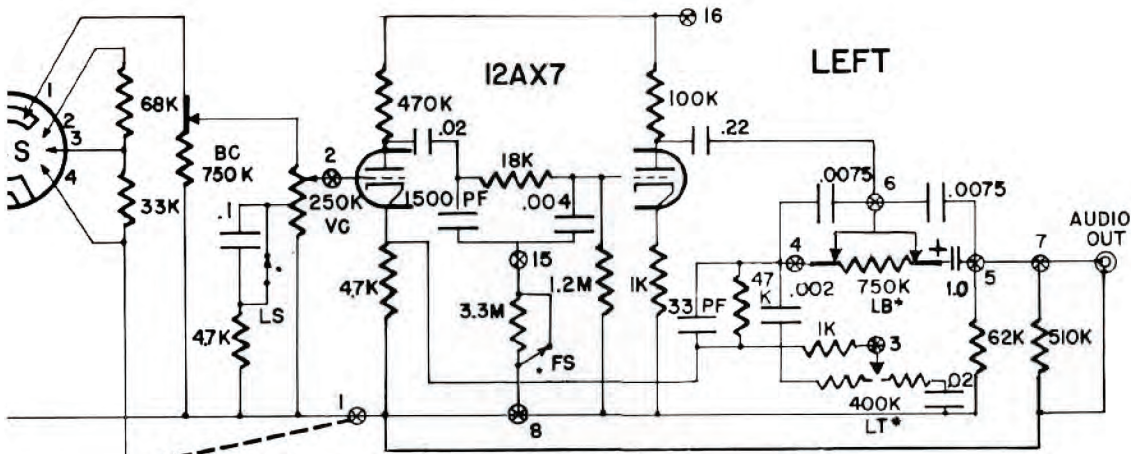 16
12AX7
LEFT
1
2
3
4
S
68K
33K
BC
750K
.1
4.7K
LS
2
250K
VC
470K
.02
18K
1500 PF
.004
15
3.3M
FS
1.2M
4.7K
1
8
100K
.22
1K
.0075
6
.0075
4
.002
47
K
33 PF
750K
LB*
+
1.0
5
7
AUDIO
OUT
1K
3
62K
510K
.02
400K
LT*